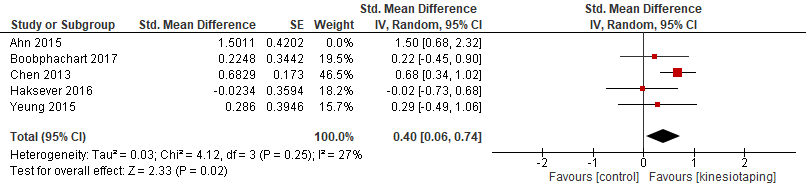 Std. Mean Difference Std. Mean Difference
Study or Subgroup Std. Mean Difference SE Weight IV, Random, 95% CI IV, Random, 95% CI
Ahn 2015 1.5011 0.4202 0.0% 1.50 [0.68, 2.32]
Boobphachart 2017 0.2248 0.3442 19.5% 0.22 [-0.45, 0.90]
Chen 2013 0.6829 0.173 46.5% 0.68 [0.34, 1.02]
Haksever 2016 -0.0234 0.3594 18.2% -0.02 [-0.73, 0.68]
Yeung 2015 0.286 0.3946 15.7% 0.29 [-0.49, 1.06]
Total (95% CI) 100.0% 0.40 [0.06, 0.74]
Heterogeneity: Tau² = 0.03; Chi² = 4.12, df = 3 (P = 0.25); I² = 27%
Test for overall effect: Z = 2.33 (P = 0.02)
-2 -1 0 1 2
Favours [control] Favours [kinesiotaping]